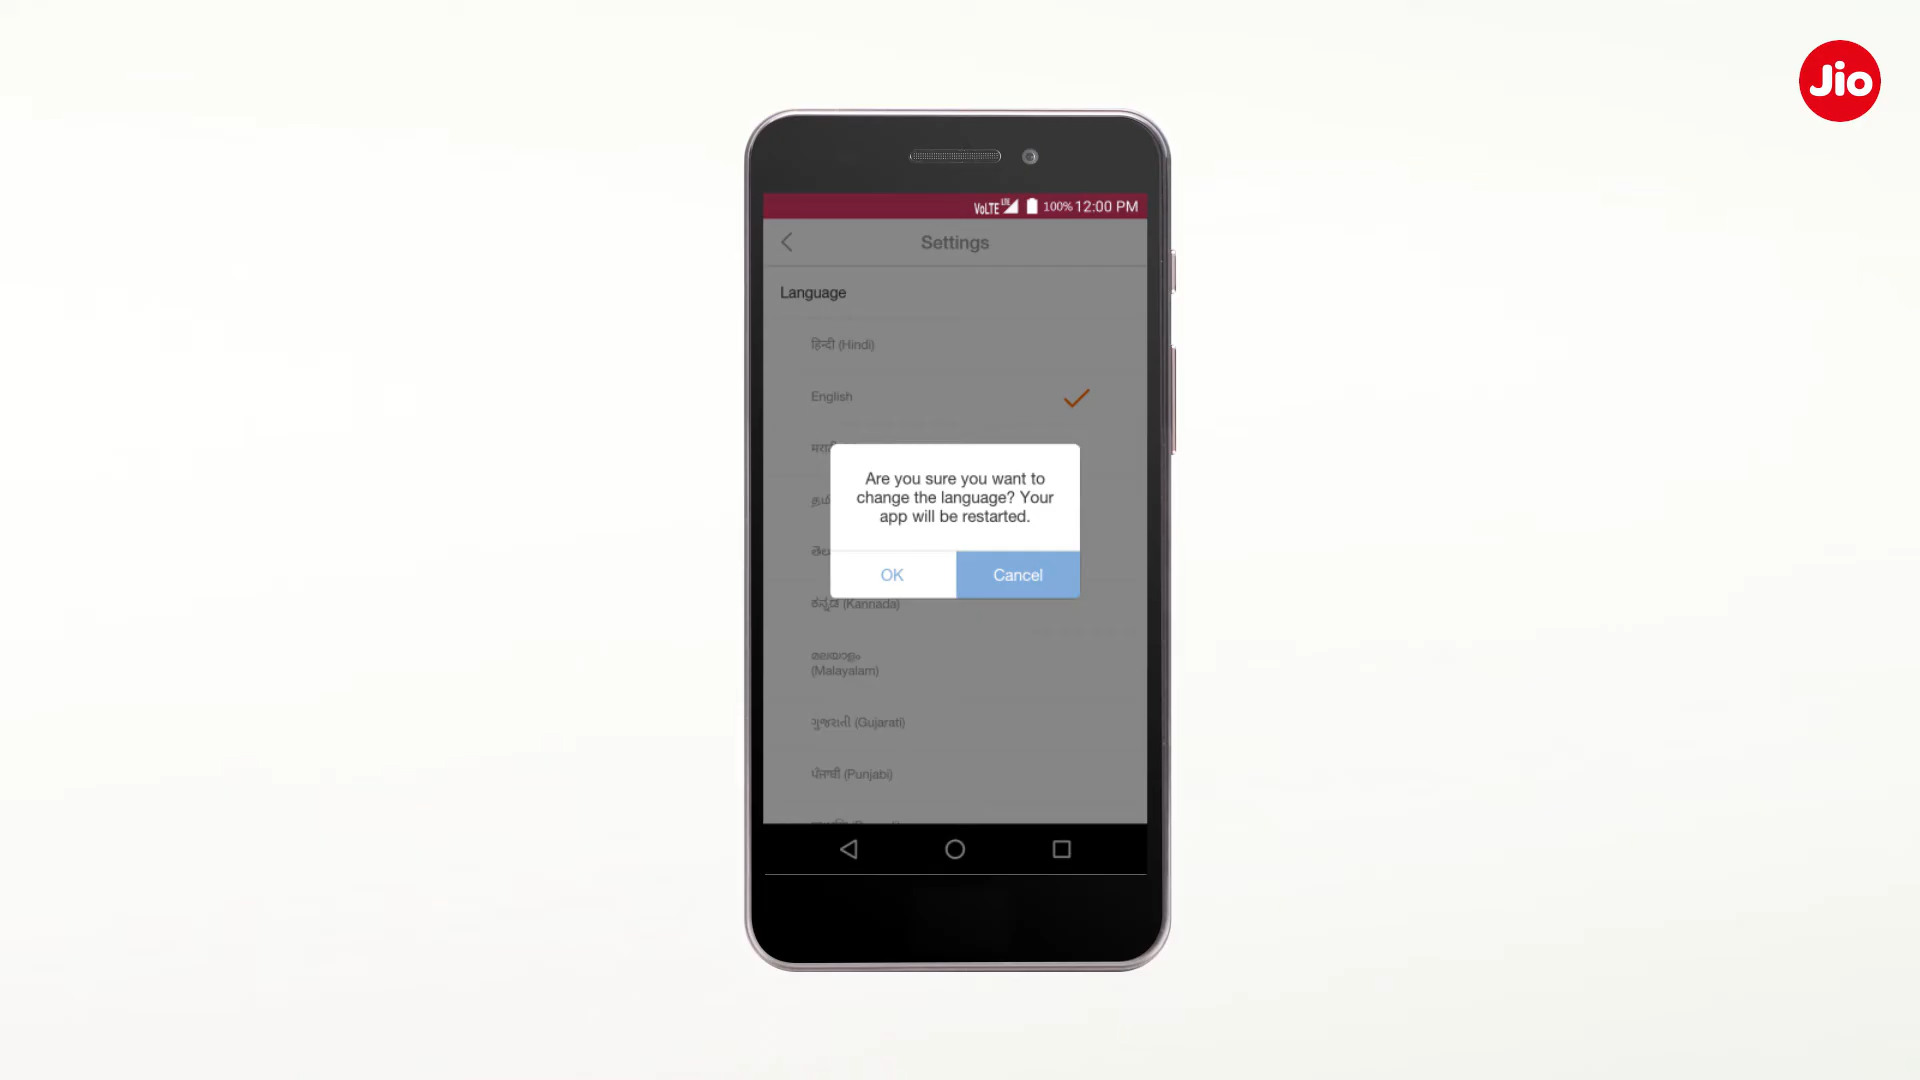 Jio
VoLTE LTE 100% 12:00 PM
Settings
Language
हिन्दी (Hindi)
English
Are you sure you want to
change the language? Your
app will be restarted.
OK
Cancel
ಕನ್ನಡ (Kannada)
മലയാളം
(Malayalam)
ગુજરાતી (Gujarati)
ਪੰਜਾਬੀ (Punjabi)